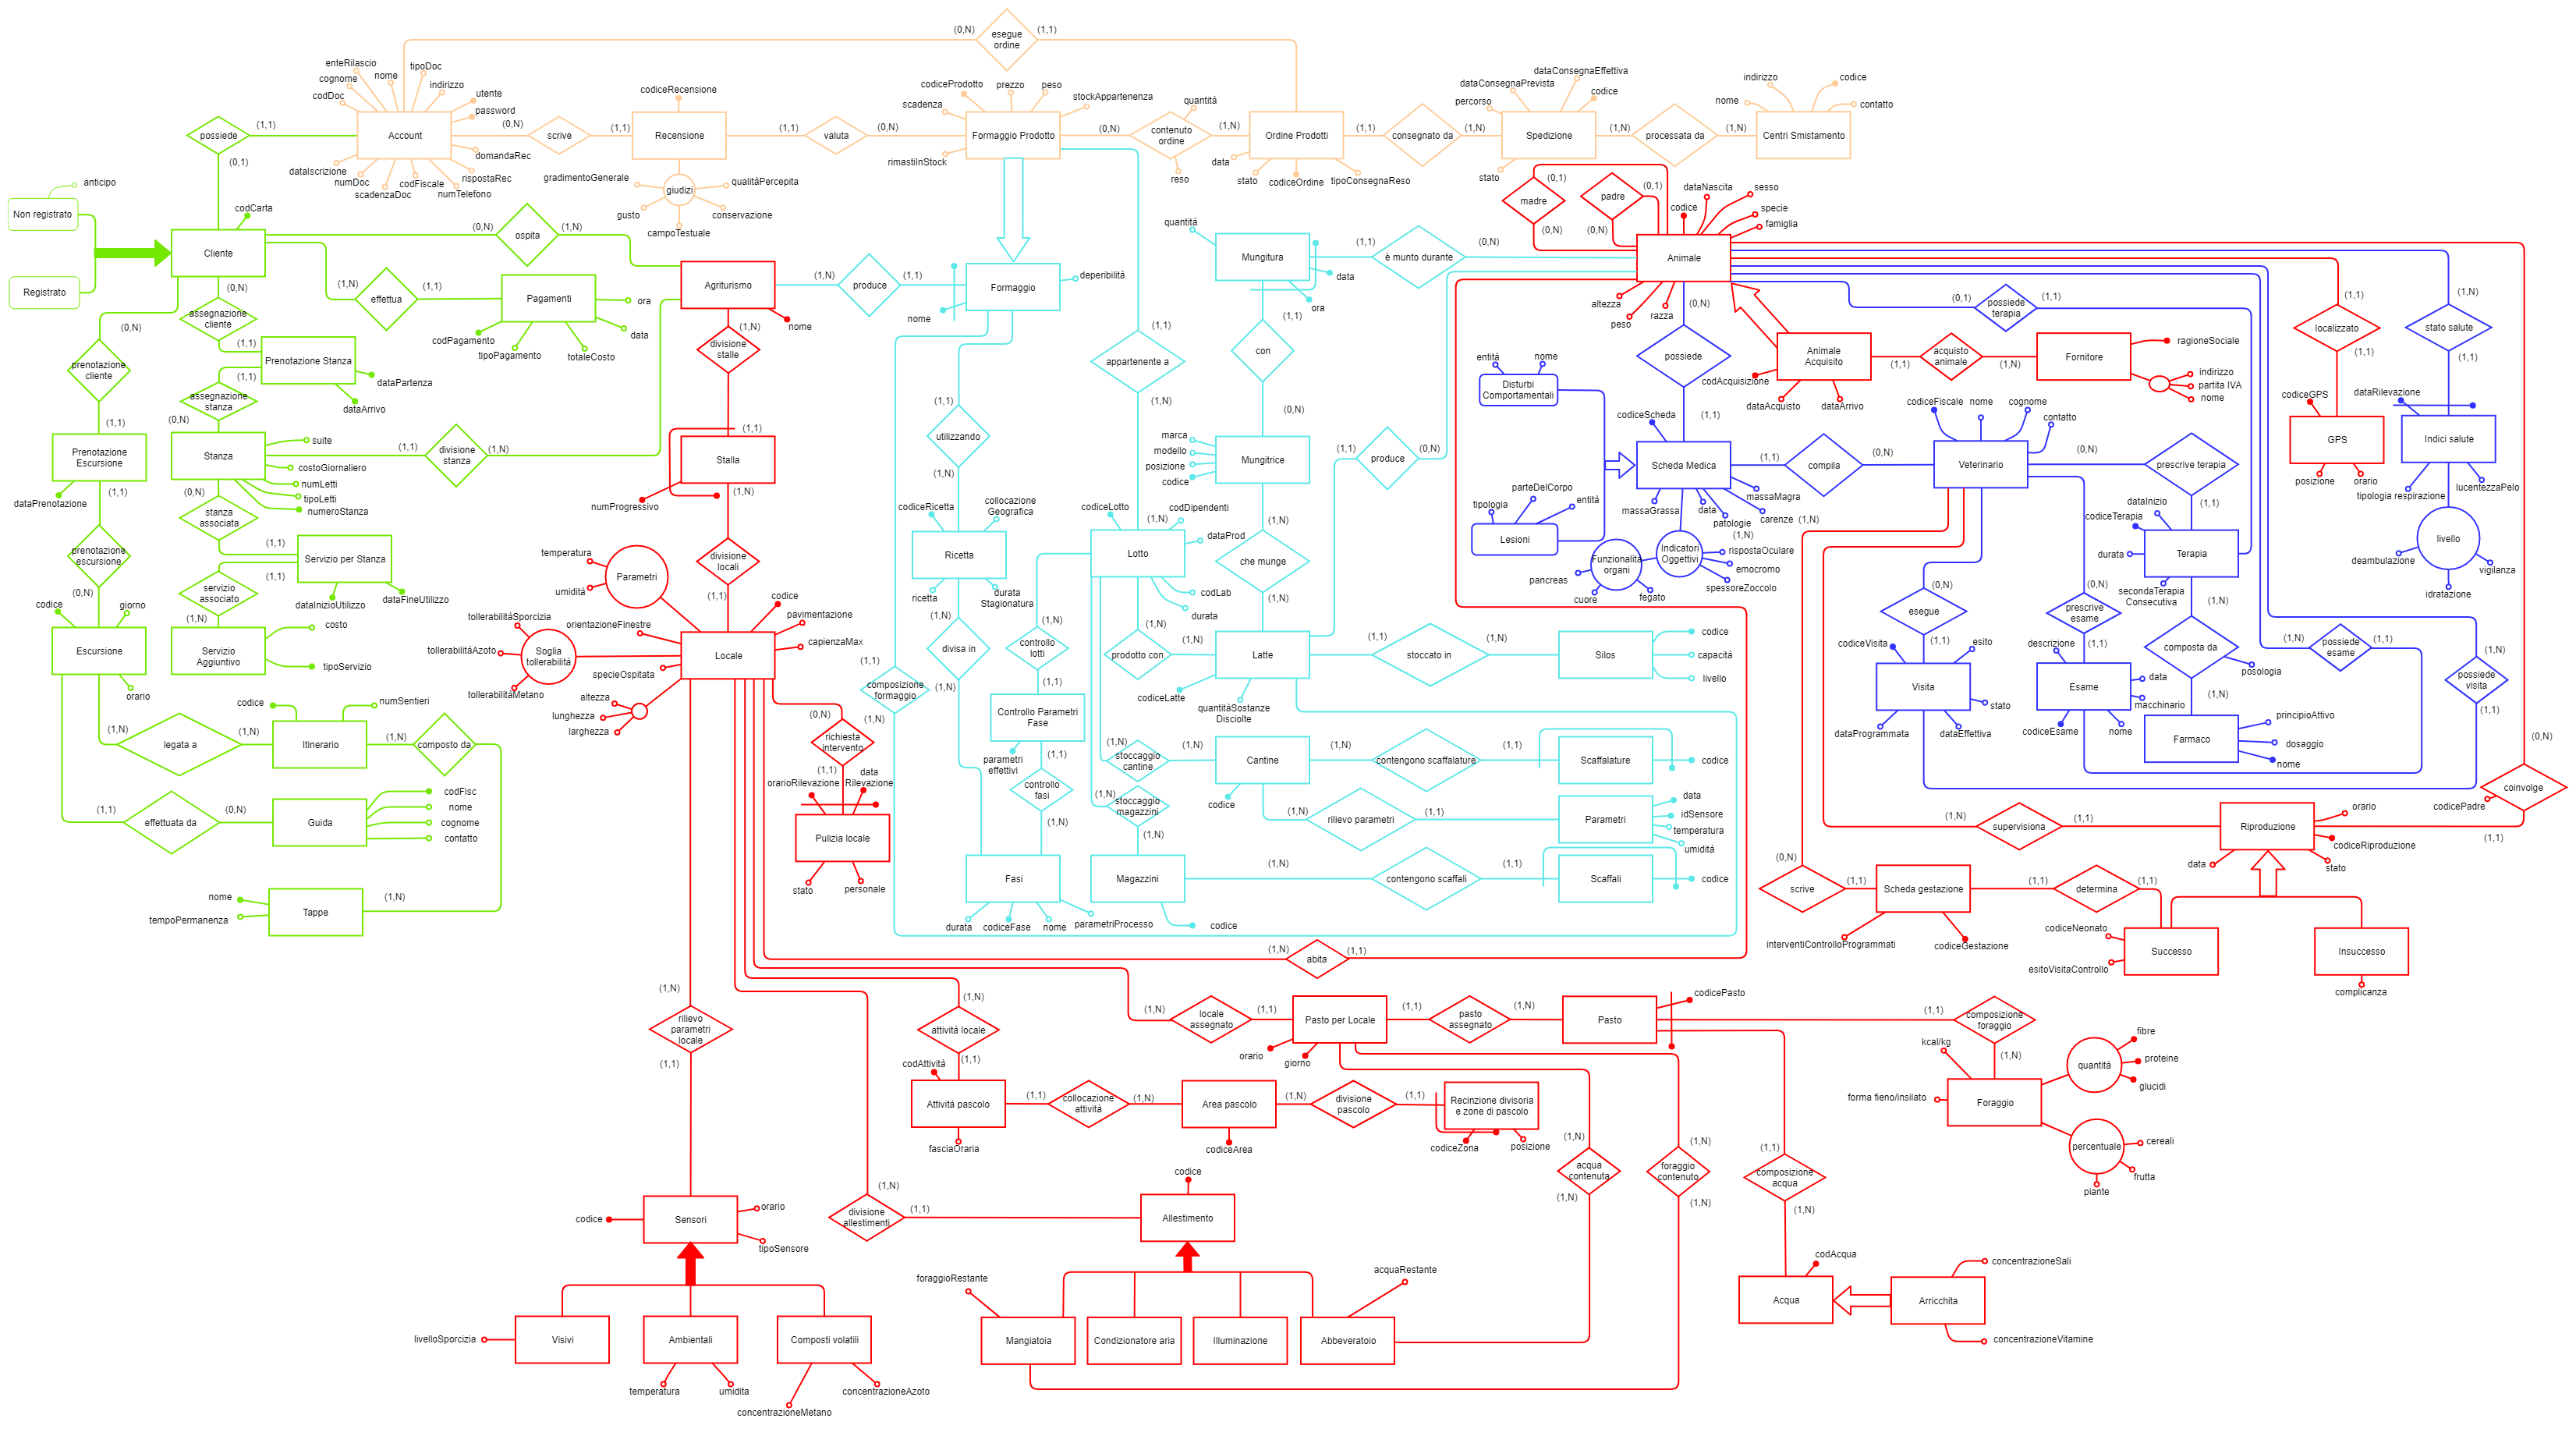 esegue
ordine
(0,N)
(1,1)
enteRilascio
tipoDoc
cognome
nome
indirizzo
codDoc
utente
password
Account
possiede
(1,1)
(0,1)
dataIscrizione
numDoc
scadenzaDoc
codFiscale
numTelefono
rispostaRec
domandaRec
(0,N)
scrive
(1,1)
codiceRecensione
Recensione
gradimentoGenerale
giudizi
qualitàPercepita
gusto
conservazione
campoTestuale
(1,1)
valuta
(0,N)
codiceProdotto
prezzo
peso
scadenza
stockAppartenenza
Formaggio Prodotto
rimastiInStock
(0,N)
quantità
contenuto
ordine
reso
(1,N)
Ordine Prodotti
data
stato
codiceOrdine
tipoConsegnaReso
(1,1)
consegnato da
(1,N)
dataConsegnaEffettiva
dataConsegnaPrevista
codice
percorso
Spedizione
stato
(1,N)
processata da
(1,N)
indirizzo
codice
nome
contatto
Centri Smistamento
anticipo
Non registrato
Registrato
codCarta
Cliente
(0,N)
ospita
(1,N)
(1,N)
effettua
(1,1)
Pagamenti
ora
data
codPagamento
tipoPagamento
totaleCosto
(0,N)
assegnazione
cliente
(1,1)
Prenotazione Stanza
dataPartenza
dataArrivo
(1,1)
assegnazione
stanza
(0,N)
(0,N)
prenotazione
cliente
(1,1)
Prenotazione
Escursione
dataPrenotazione
(1,1)
prenotazione
escursione
(0,N)
Stanza
suite
costoGiornaliero
numLetti
tipoLetti
numeroStanza
(1,1)
divisione
stanza
(1,N)
(0,N)
stanza
associata
(1,1)
Servizio per Stanza
dataInizioUtilizzo
dataFineUtilizzo
(1,1)
servizio
associato
(1,N)
Servizio
Aggiuntivo
costo
tipoServizio
codice
giorno
Escursione
orario
(1,N)
legata a
(1,N)
codice
Itinerario
numSentieri
(1,N)
composto da
(1,1)
effettuata da
(0,N)
Guida
codFisc
nome
cognome
contatto
nome
tempoPermanenza
Tappe
(1,N)
Agriturismo
nome
(1,N)
divisione
stalle
(1,1)
Stalla
numProgressivo
(1,N)
divisione
locali
(1,1)
(1,N)
produce
(1,1)
Formaggio
deperibilità
nome
temperatura
Parametri
umidità
tollerabilitàSporcizia
orientazioneFinestre
tollerabilitàAzoto
Soglia
tollerabilità
tollerabilitàMetano
specieOspitata
altezza
lunghezza
larghezza
Locale
codice
pavimentazione
capienzaMax
(0,N)
richiesta
intervento
(1,1)
orarioRilevazione
data
Rilevazione
Pulizia locale
stato
personale
(1,1)
utilizzando
(1,N)
codiceRicetta
collocazione
Geografica
Ricetta
ricetta
durata
Stagionatura
divisa in
(1,N)
(1,1)
composizione
formaggio
(1,N)
(1,1)
appartenente a
(1,N)
codiceLotto
(1,N)
codDipendenti
dataProd
Lotto
codLab
durata
(1,N)
controllo
lotti
(1,1)
Controllo Parametri
Fase
parametri
effettivi
(1,1)
controllo
fasi
(1,N)
Fasi
durata
codiceFase
nome
parametriProcesso
(1,N)
prodotto con
(1,N)
(1,N)
stoccaggio
cantine
(1,N)
Cantine
codice
(1,N)
stoccaggio
magazzini
(1,N)
Magazzini
codice
(1,N)
contengono scaffalature
(1,1)
Scaffalature
codice
(1,N)
rilievo parametri
(1,1)
Parametri
data
idSensore
temperatura
umidità
(1,N)
contengono scaffali
(1,1)
Scaffali
codice
quantità
Mungitura
data
ora
(1,1)
è munto durante
(0,N)
(1,1)
con
(0,N)
marca
modello
posizione
codice
Mungitrice
(1,N)
che munge
(1,N)
Latte
codiceLatte
quantitàSostanze
Disciolte
(1,1)
produce
(0,N)
(1,1)
stoccato in
(1,N)
Silos
codice
capacità
livello
(0,1)
madre
(0,N)
padre
(0,1)
(0,N)
dataNascita
sesso
codice
specie
famiglia
Animale
altezza
peso
razza
(0,N)
possiede
(1,1)
Animale
Acquisito
codAcquisizione
dataAcquisto
dataArrivo
(1,1)
acquisto
animale
(1,N)
Fornitore
ragioneSociale
indirizzo
partita IVA
nome
(0,1)
possiede
terapia
(1,1)
entità
nome
Disturbi
Comportamentali
codiceScheda
Scheda Medica
massaGrassa
data
patologie
(1,N)
massaMagra
carenze
tipologia
parteDelCorpo
entità
Lesioni
Funzionalità
organi
pancreas
cuore
fegato
Indicatori
Oggettivi
rispostaOculare
emocromo
spessoreZoccolo
(1,1)
compila
(0,N)
codiceFiscale
nome
cognome
contatto
Veterinario
(0,N)
prescrive terapia
(1,1)
dataInizio
codiceTerapia
durata
Terapia
secondaTerapia
Consecutiva
(1,N)
composta da
posologia
(1,N)
Farmaco
principioAttivo
dosaggio
nome
(0,N)
esegue
(1,1)
codiceVisita
esito
Visita
stato
dataProgrammata
dataEffettiva
(0,N)
prescrive
esame
(1,1)
descrizione
Esame
data
macchinario
codiceEsame
nome
(1,N)
possiede
esame
(1,1)
(1,N)
possiede
visita
(1,1)
(1,1)
localizzato
(1,1)
codiceGPS
GPS
posizione
orario
(1,N)
stato salute
(1,1)
dataRilevazione
Indici salute
tipologia respirazione
lucentezzaPelo
livello
deambulazione
vigilanza
idratazione
(0,N)
coinvolge
codicePadre
(1,1)
(1,N)
supervisiona
(1,1)
Riproduzione
orario
codiceRiproduzione
data
stato
(1,N)
(0,N)
scrive
(1,1)
Scheda gestazione
interventiControlloProgrammati
codiceGestazione
(1,1)
determina
(1,1)
codiceNeonato
Successo
esitoVisitaControllo
Insuccesso
complicanza
(1,N)
abita
(1,1)
(1,N)
rilievo
parametri
locale
(1,1)
codice
Sensori
orario
tipoSensore
livelloSporcizia
Visivi
Ambientali
temperatura
umidita
Composti volatili
concentrazioneMetano
concentrazioneAzoto
(1,N)
attività locale
(1,1)
codAttività
Attività pascolo
fasciaOraria
(1,1)
collocazione
attività
(1,N)
Area pascolo
codiceArea
(1,N)
divisione
pascolo
(1,1)
Recinzione divisoria
e zone di pascolo
codiceZona
posizione
(1,N)
locale
assegnato
(1,1)
Pasto per Locale
orario
giorno
(1,1)
pasto
assegnato
(1,N)
Pasto
codicePasto
(1,1)
composizione
foraggio
(1,N)
kcal/kg
Foraggio
forma fieno/insilato
quantità
fibre
proteine
glucidi
percentuale
cereali
frutta
piante
(1,N)
divisione
allestimenti
(1,1)
codice
Allestimento
foraggioRestante
Mangiatoia
Condizionatore aria
Illuminazione
acquaRestante
Abbeveratoio
(1,N)
acqua
contenuta
(1,N)
(1,N)
foraggio
contenuto
(1,N)
(1,1)
composizione
acqua
(1,N)
codAcqua
Acqua
Arricchita
concentrazioneSali
concentrazioneVitamine